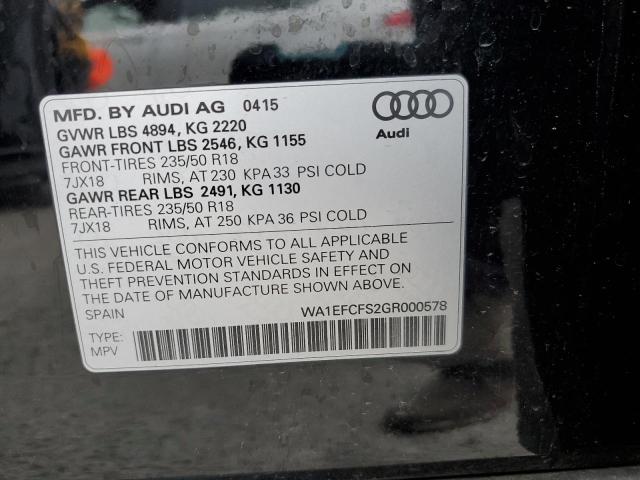 MFD. BY AUDI AG 0415
Audi
GVWR LBS 4894, KG 2220
GAWR FRONT LBS 2546, KG 1155
FRONT-TIRES 235/50 R18
7JX18 RIMS, AT 230 KPA 33 PSI COLD
GAWR REAR LBS 2491, KG 1130
REAR-TIRES 235/50 R18
7JX18 RIMS, AT 250 KPA 36 PSI COLD
THIS VEHICLE CONFORMS TO ALL APPLICABLE
U.S. FEDERAL MOTOR VEHICLE SAFETY AND
THEFT PREVENTION STANDARDS IN EFFECT ON
THE DATE OF MANUFACTURE SHOWN ABOVE.
SPAIN WA1EFCFS2GR000578
TYPE:
MPV